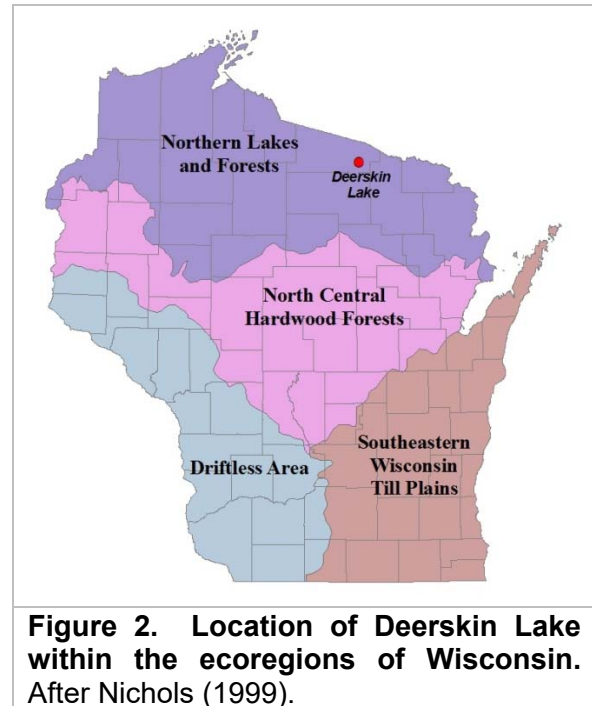 Northern Lakes
and Forests
Deerskin
Lake
North Central
Hardwood Forests
Driftless Area
Southeastern
Wisconsin
Till Plains
Figure 2. Location of Deerskin Lake
within the ecoregions of Wisconsin.
After Nichols (1999).